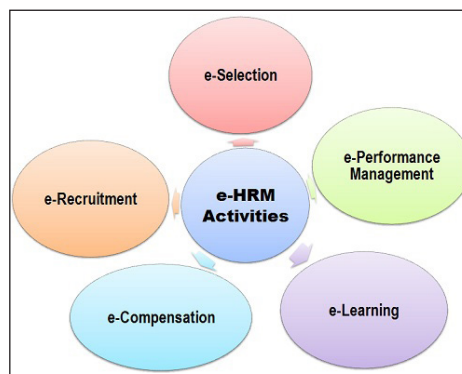 e-Selection
e-Performance
Management
e-HRM
Activities
e-Recruitment
e-Compensation
e-Learning